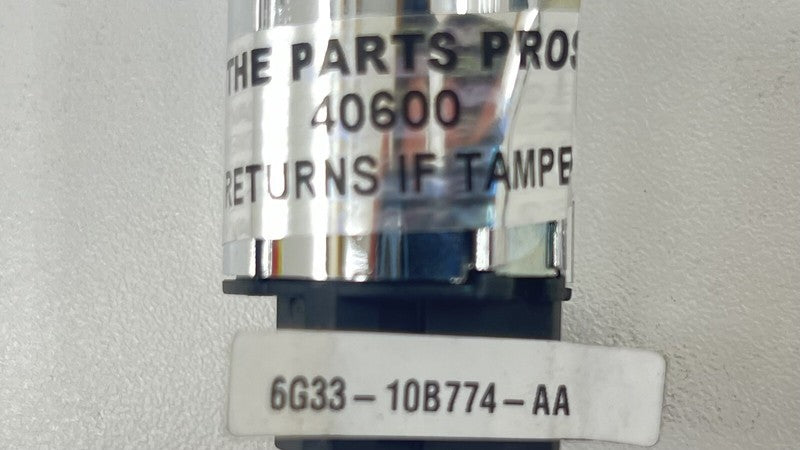 THE PARTS PROS
40600
RETURNS IF TAMPE
6G33-10B774-AA